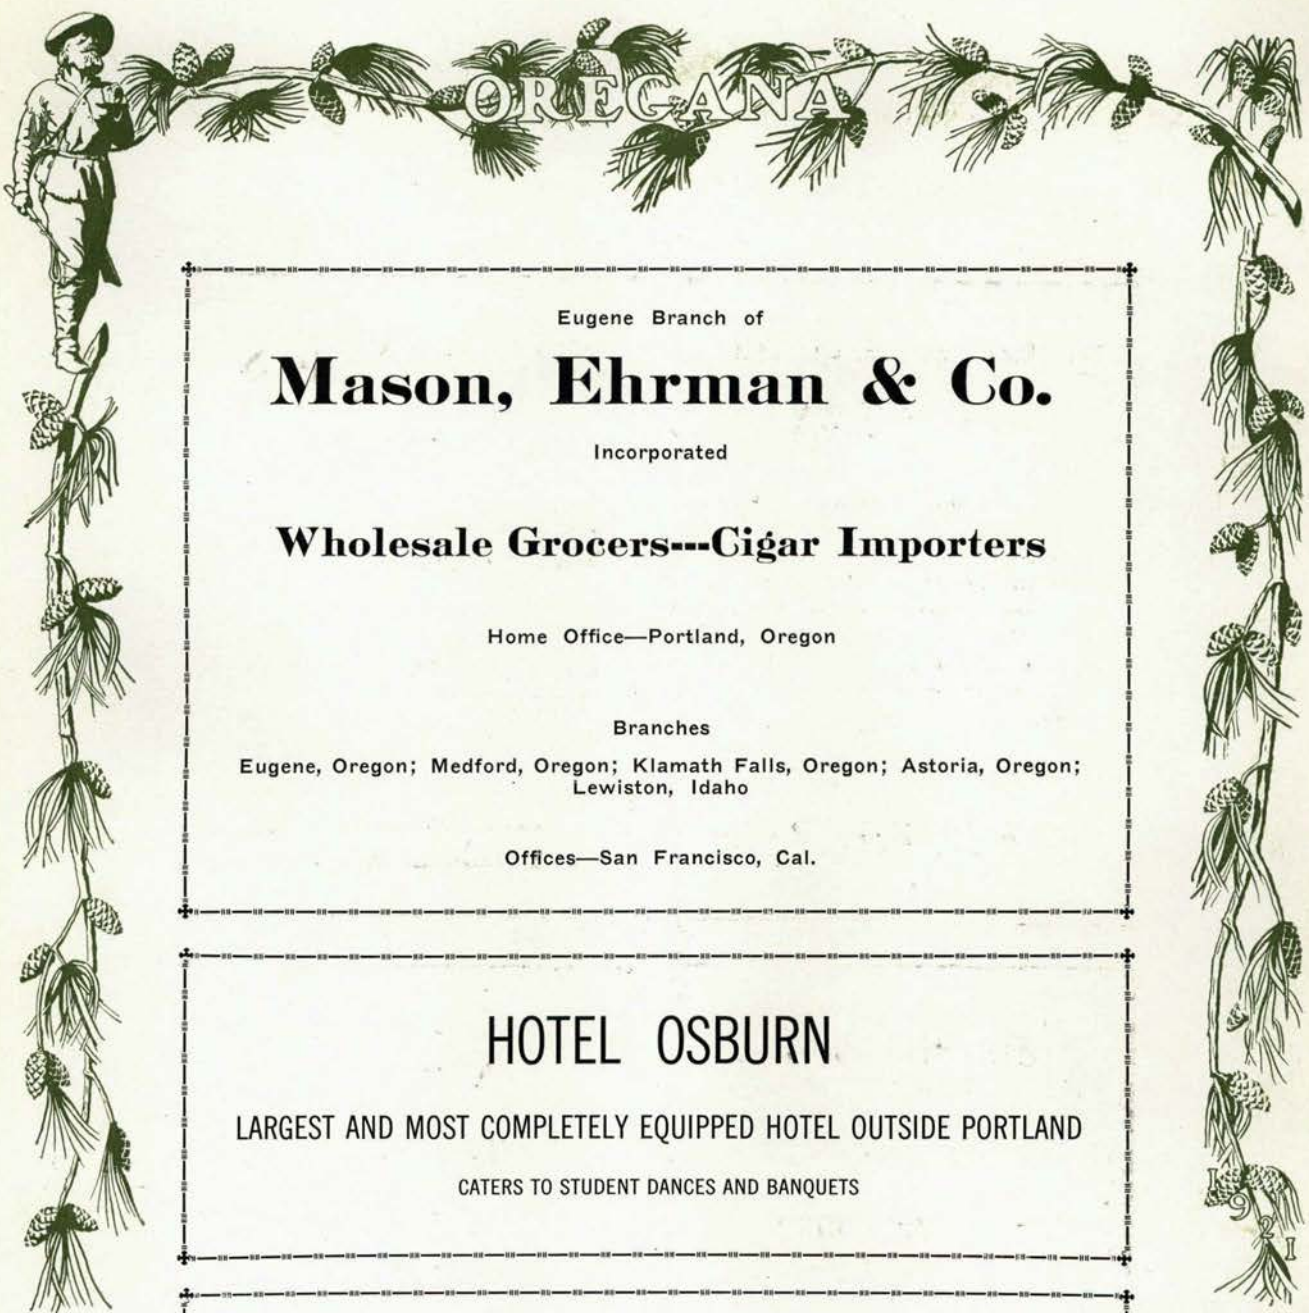 OREGANA
Eugene Branch of
Mason, Ehrman & Co.
Incorporated
Wholesale Grocers---Cigar Importers
Home Office—Portland, Oregon
Branches
Eugene, Oregon; Medford, Oregon; Klamath Falls, Oregon; Astoria, Oregon;
Lewiston, Idaho
Offices—San Francisco, Cal.
HOTEL OSBURN
LARGEST AND MOST COMPLETELY EQUIPPED HOTEL OUTSIDE PORTLAND
CATERS TO STUDENT DANCES AND BANQUETS
1921